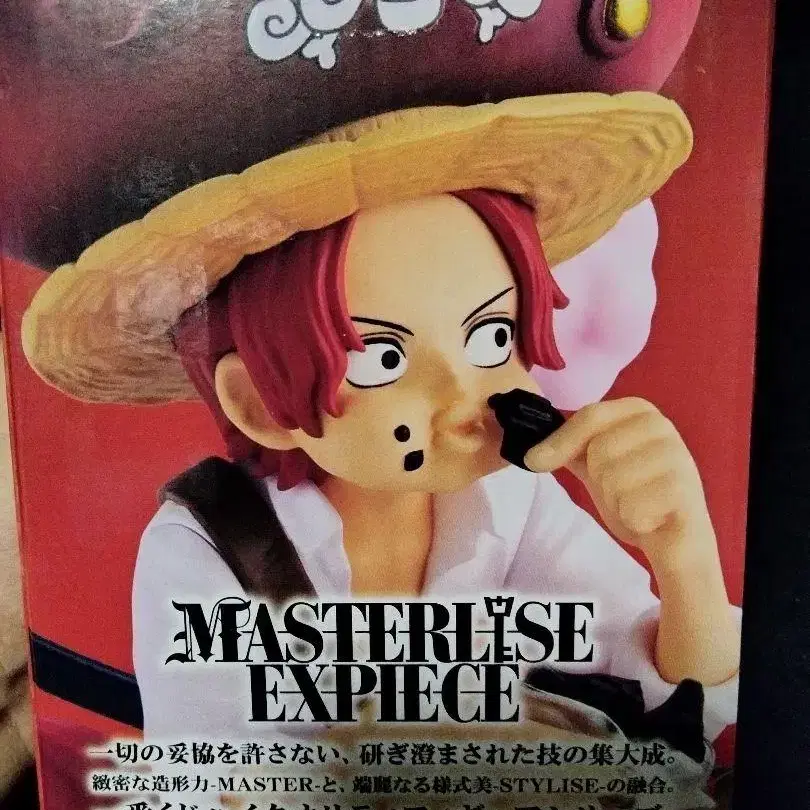 MASTERLISE
EXPIECE
一切の妥協を許さない、研ぎ澄まされた技の集大成。
緻密な造形力-MASTER-と、端麗なる様式美-STYLISE-の融合。